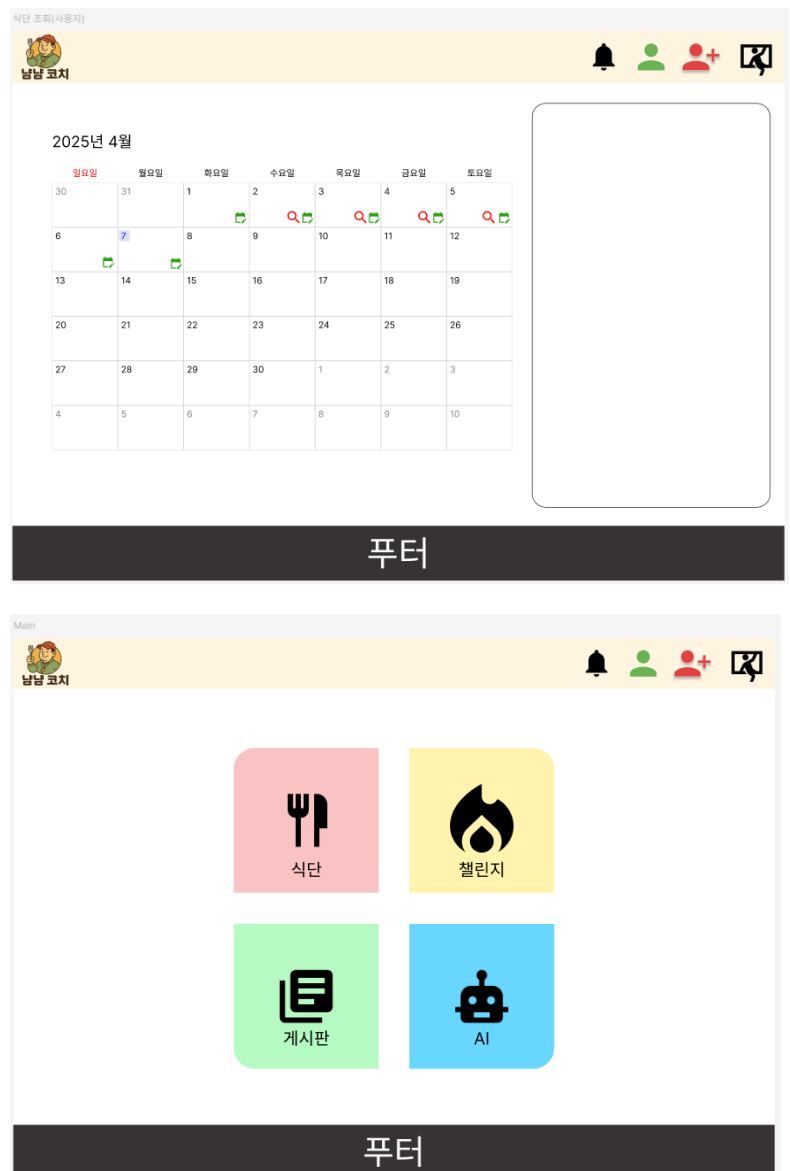 식단 조회(사용자)
냠냠 코치
2025년 4월
일요일 월요일 화요일 수요일 목요일 금요일 토요일
30 31 1 2 3 4 5
6 7 8 9 10 11 12
13 14 15 16 17 18 19
20 21 22 23 24 25 26
27 28 29 30 1 2 3
4 5 6 7 8 9 10
푸터
Main
냠냠 코치
식단 챌린지
게시판 AI
푸터